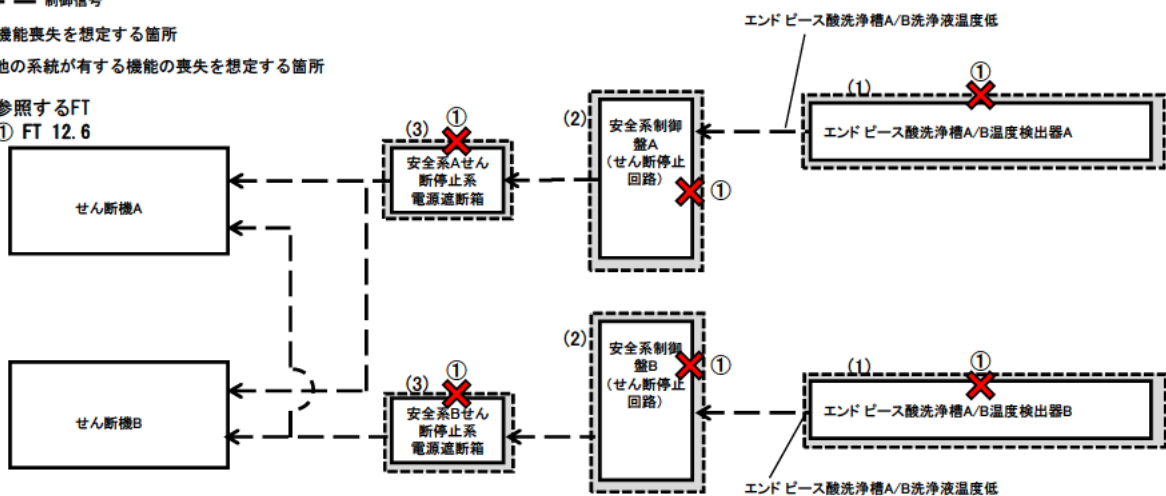 制御信号
機能喪失を想定する箇所
他の系統が有する機能の喪失を想定する箇所
参照するFT
① FT 12.6
エンド ピース酸洗浄槽A/B洗浄液温度低
せん断機A
(3)
①
安全系Aせん
断停止系
電源遮断箱
(2)
安全系制御
盤A
(せん断停止
回路)
①
(1)
①
エンド ピース酸洗浄槽A/B温度検出器A
せん断機B
(3)
①
安全系Bせん
断停止系
電源遮断箱
(2)
安全系制御
盤B
(せん断停止
回路)
①
(1)
①
エンド ピース酸洗浄槽A/B温度検出器B
エンド ピース酸洗浄槽A/B洗浄液温度低